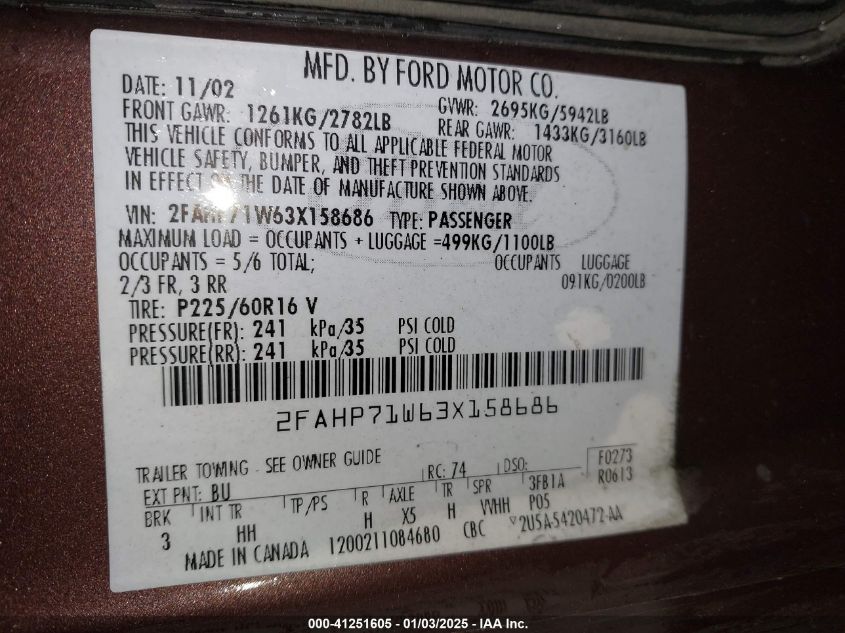 MFD. BY FORD MOTOR CO.
DATE: 11/02 GVWR: 2695KG/5942LB
FRONT GAWR: 1261KG/2782LB REAR GAWR: 1433KG/3160LB
THIS VEHICLE CONFORMS TO ALL APPLICABLE FEDERAL MOTOR
VEHICLE SAFETY, BUMPER, AND THEFT PREVENTION STANDARDS
IN EFFECT ON THE DATE OF MANUFACTURE SHOWN ABOVE.
VIN: 2FAHP71W63X158686 TYPE: PASSENGER
MAXIMUM LOAD = OCCUPANTS + LUGGAGE =499KG/1100LB
OCCUPANTS = 5/6 TOTAL; OCCUPANTS LUGGAGE
2/3 FR, 3 RR 091KG/0200LB
TIRE: P225/60R16 V
PRESSURE(FR): 241 kPa/35 PSI COLD
PRESSURE(RR): 241 kPa/35 PSI COLD
2FAHP71W63X158686
TRAILER TOWING - SEE OWNER GUIDE F0273
EXT PNT: BU RC: 74 DSO: R0613
BRK INT TR TP/PS R AXLE TR SPR 3FB1A
3 HH H X5 H VVHH P05
MADE IN CANADA 1200211084680 CBC 2U5A-5420472-AA
000-41251605 - 01/03/2025 - IAA Inc.